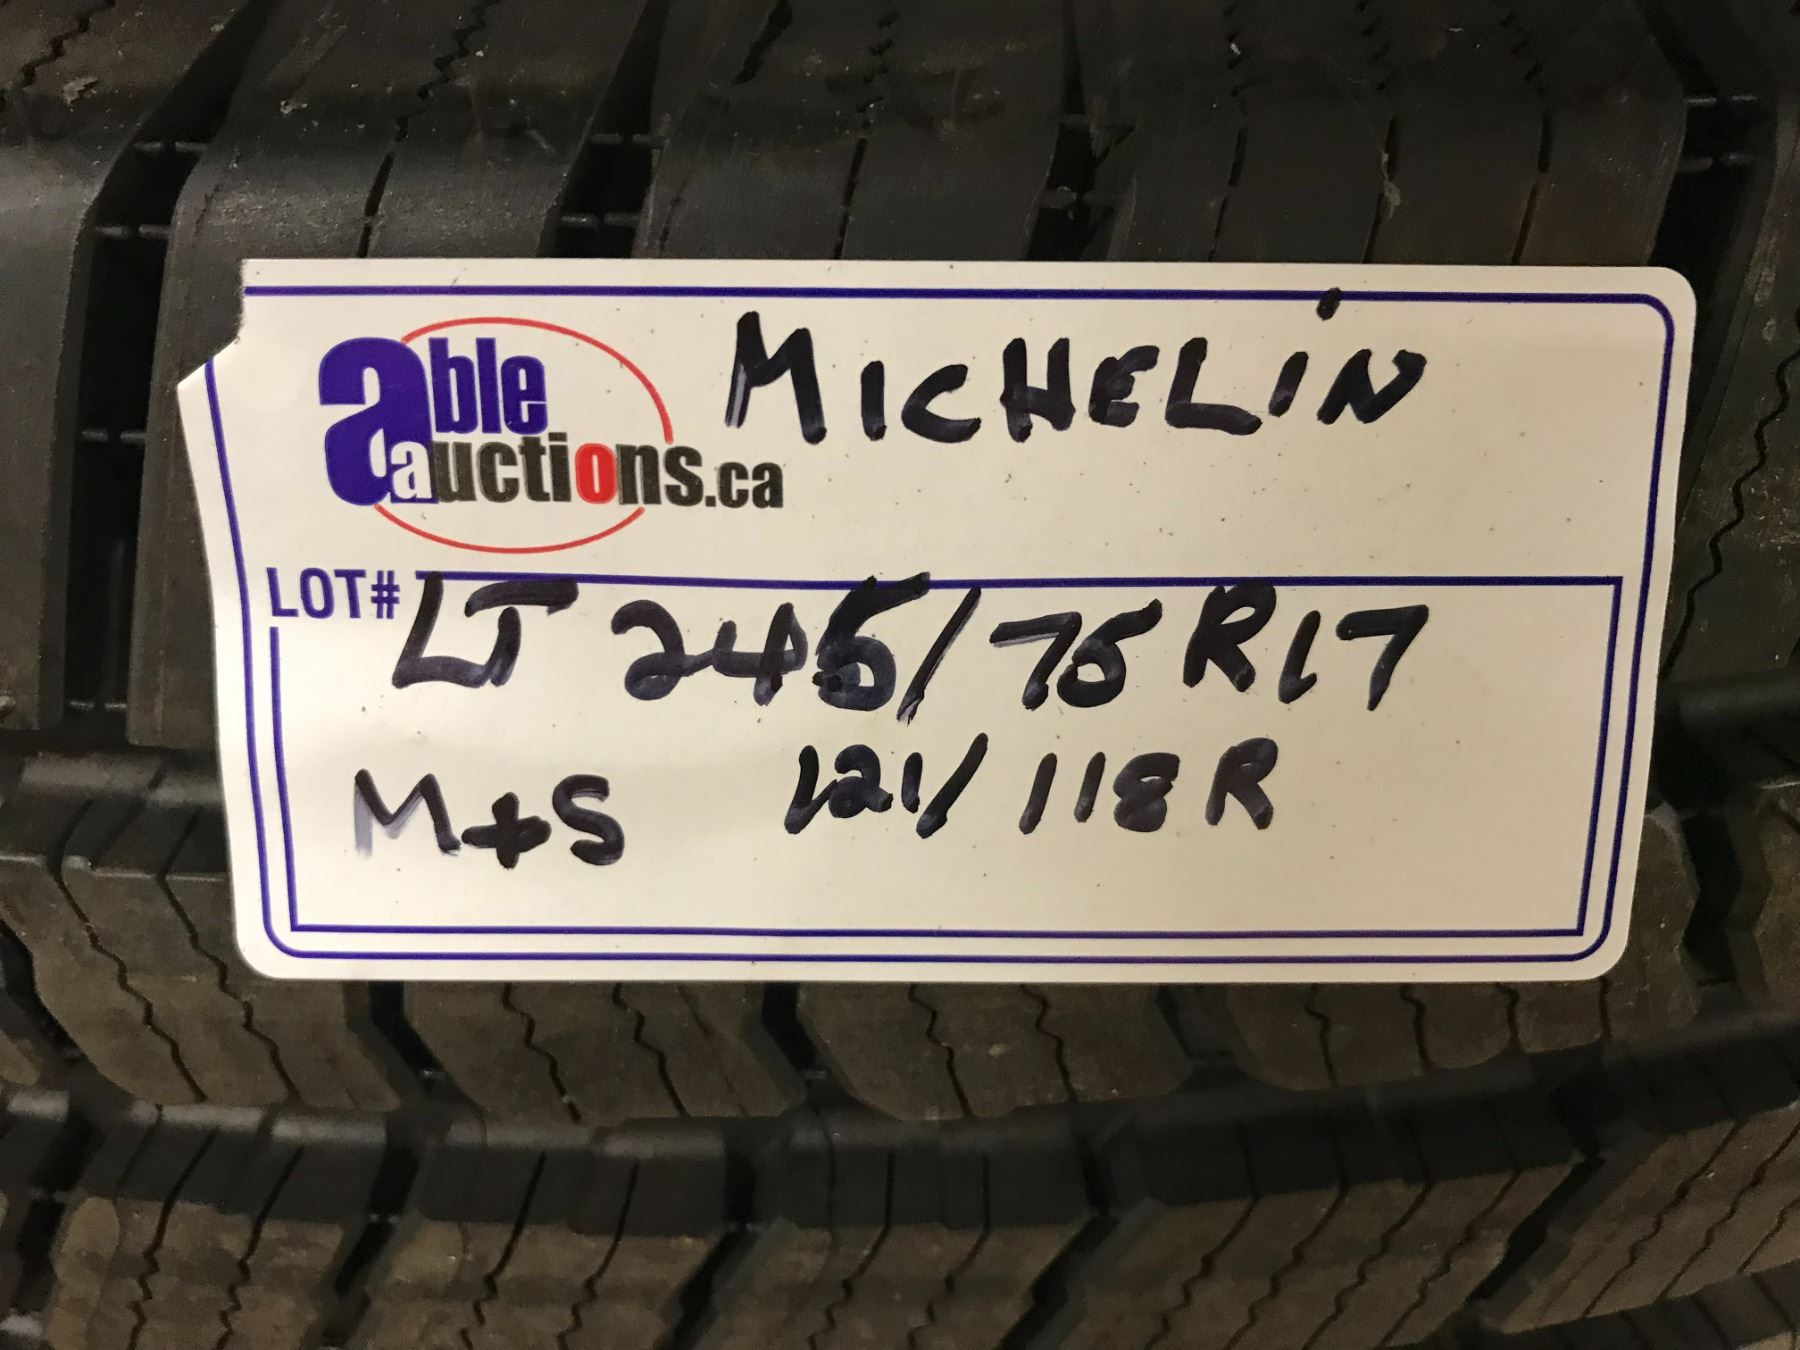 able
auctions.ca
MICHELiN
LOT#
LT 245/75 R17
M+S 121/118R